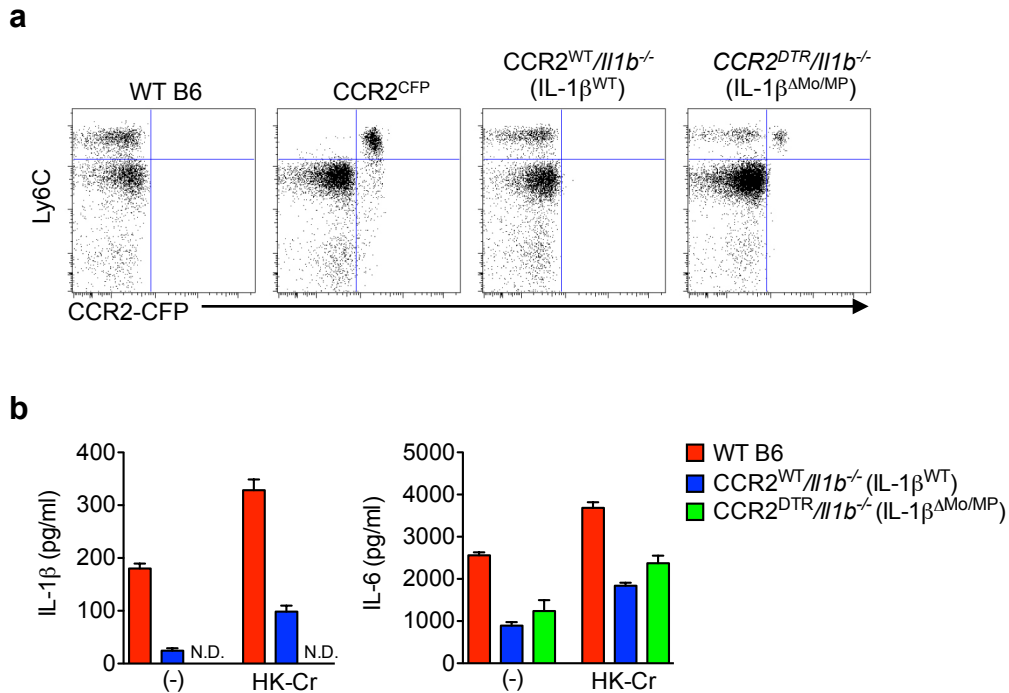 a
WT B6
CCR2CFP
CCR2WT/Il1b-/-
(IL-1βWT)
CCR2DTR/Il1b-/-
(IL-1βΔMo/MP)
Ly6C
CCR2-CFP
b
400
300
200
100
0
IL-1β (pg/ml)
N.D.
N.D.
(-)
HK-Cr
5000
4000
3000
2000
1000
0
IL-6 (pg/ml)
(-)
HK-Cr
WT B6
CCR2WT/Il1b-/- (IL-1βWT)
CCR2DTR/Il1b-/- (IL-1βΔMo/MP)